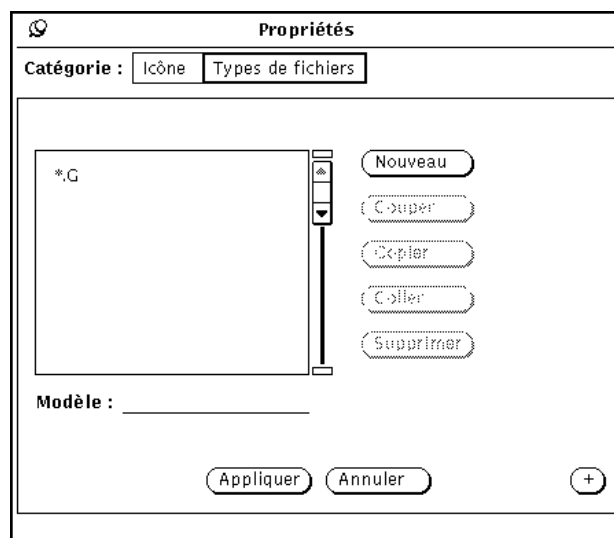 Propriétés
Catégorie : Icône Types de fichiers
*.G
Nouveau
Couper
Copier
Coller
Supprimer
Modèle :
Appliquer Annuler +